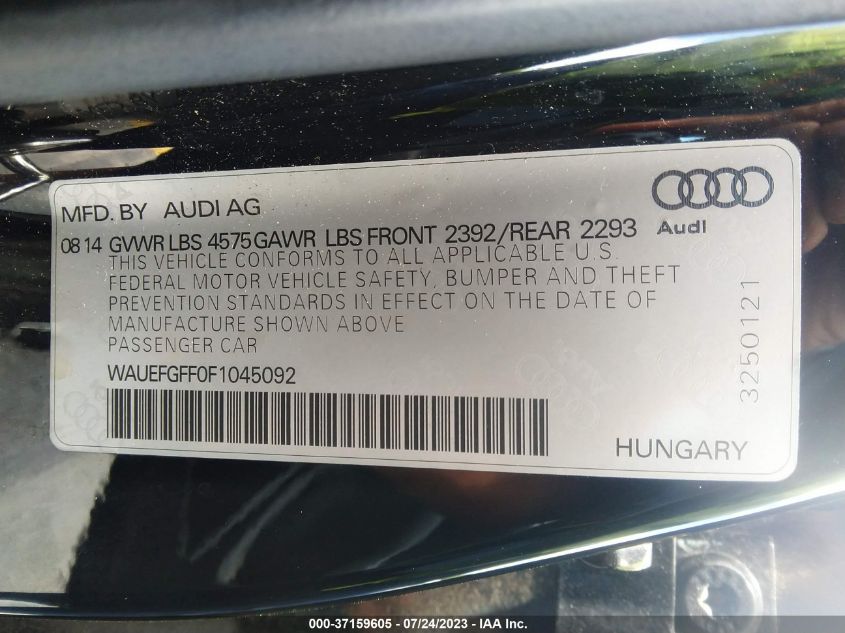 MFD. BY AUDI AG
08 14 GVWR LBS 4575 GAWR LBS FRONT 2392/REAR 2293
Audi
THIS VEHICLE CONFORMS TO ALL APPLICABLE U.S.
FEDERAL MOTOR VEHICLE SAFETY, BUMPER AND THEFT
PREVENTION STANDARDS IN EFFECT ON THE DATE OF
MANUFACTURE SHOWN ABOVE
PASSENGER CAR
WAUEFGFF0F1045092
3250121
HUNGARY
000-37159605 - 07/24/2023 - IAA Inc.